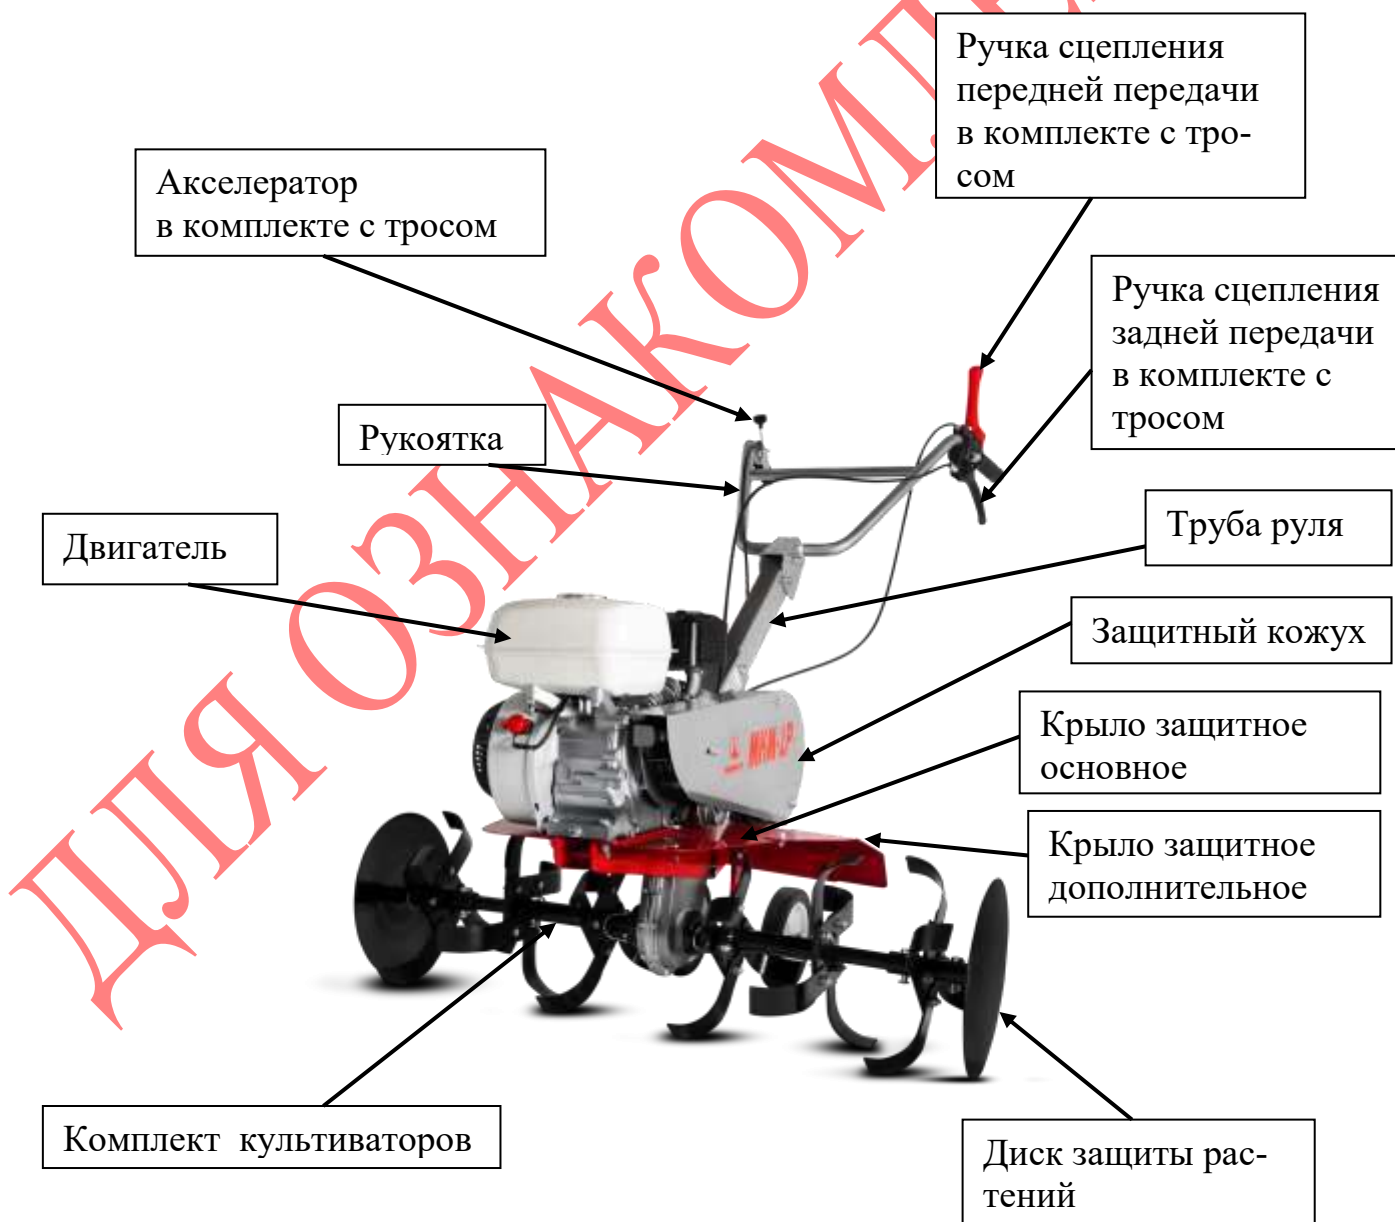 Ручка сцепления
передней передачи
в комплекте с тро-
сом
Акселератор
в комплекте с тросом
Ручка сцепления
задней передачи
в комплекте с
тросом
Рукоятка
Труба руля
Двигатель
Защитный кожух
Крыло защитное
основное
Крыло защитное
дополнительное
Комплект культиваторов
Диск защиты рас-
тений
ДЛЯ ОЗНАКОМЛ